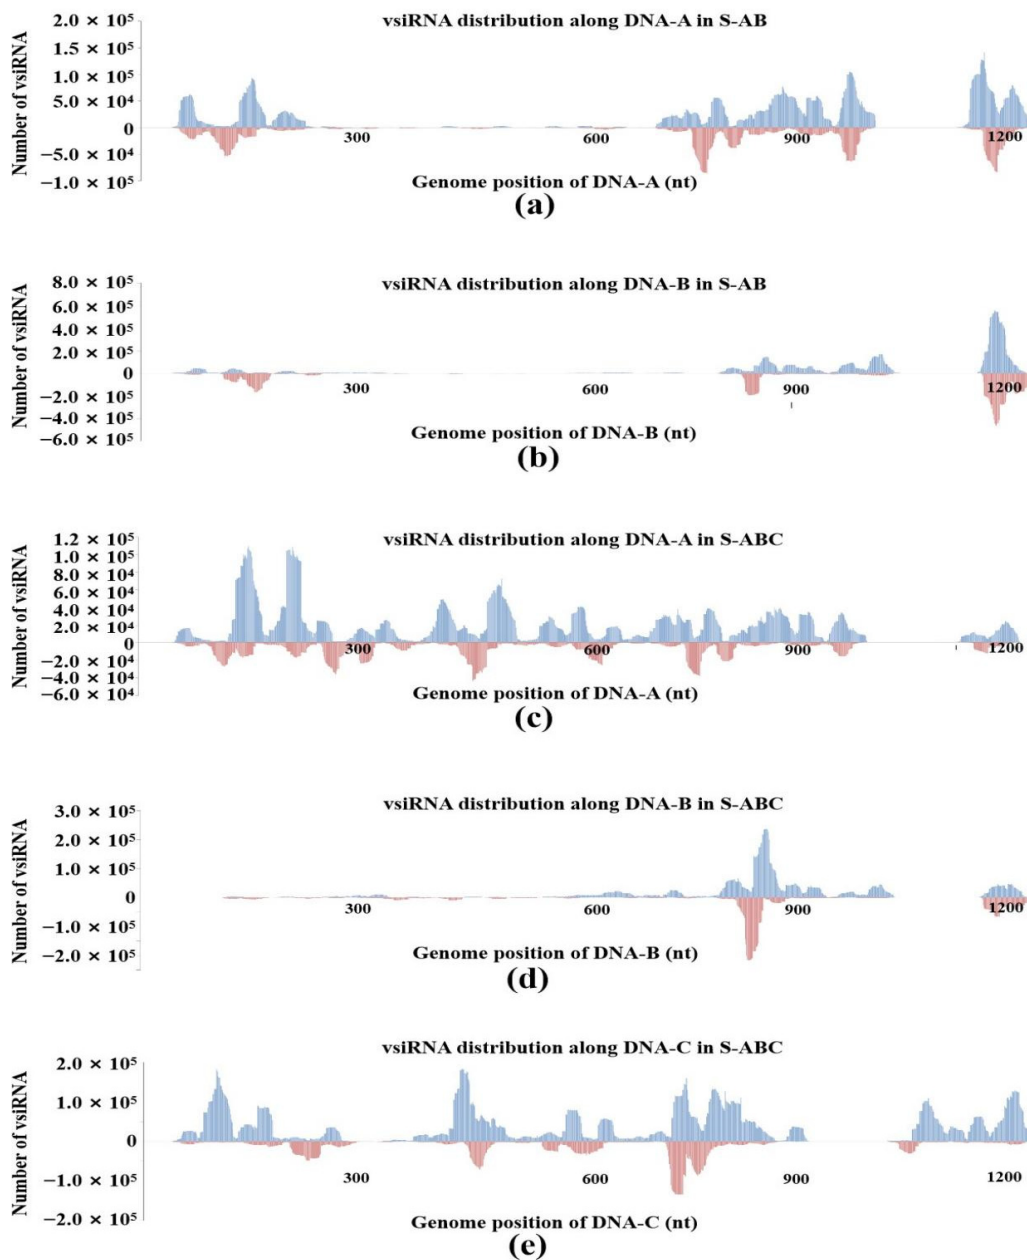 vsiRNA distribution along DNA-A in S-AB
Number of vsiRNA
2.0 × 10⁵
1.5 × 10⁵
1.0 × 10⁵
5.0 × 10⁴
0
−5.0 × 10⁴
−1.0 × 10⁵
300
600
900
1200
Genome position of DNA-A (nt)
(a)
vsiRNA distribution along DNA-B in S-AB
Number of vsiRNA
8.0 × 10⁵
6.0 × 10⁵
4.0 × 10⁵
2.0 × 10⁵
0
−2.0 × 10⁵
−4.0 × 10⁵
−6.0 × 10⁵
300
600
900
1200
Genome position of DNA-B (nt)
(b)
vsiRNA distribution along DNA-A in S-ABC
Number of vsiRNA
1.2 × 10⁵
1.0 × 10⁵
8.0 × 10⁴
6.0 × 10⁴
4.0 × 10⁴
2.0 × 10⁴
0
−2.0 × 10⁴
−4.0 × 10⁴
−6.0 × 10⁴
300
600
900
1200
Genome position of DNA-A (nt)
(c)
vsiRNA distribution along DNA-B in S-ABC
Number of vsiRNA
3.0 × 10⁵
2.0 × 10⁵
1.0 × 10⁵
0
−1.0 × 10⁵
−2.0 × 10⁵
300
600
900
1200
Genome position of DNA-B (nt)
(d)
vsiRNA distribution along DNA-C in S-ABC
Number of vsiRNA
2.0 × 10⁵
1.0 × 10⁵
0
−1.0 × 10⁵
−2.0 × 10⁵
300
600
900
1200
Genome position of DNA-C (nt)
(e)